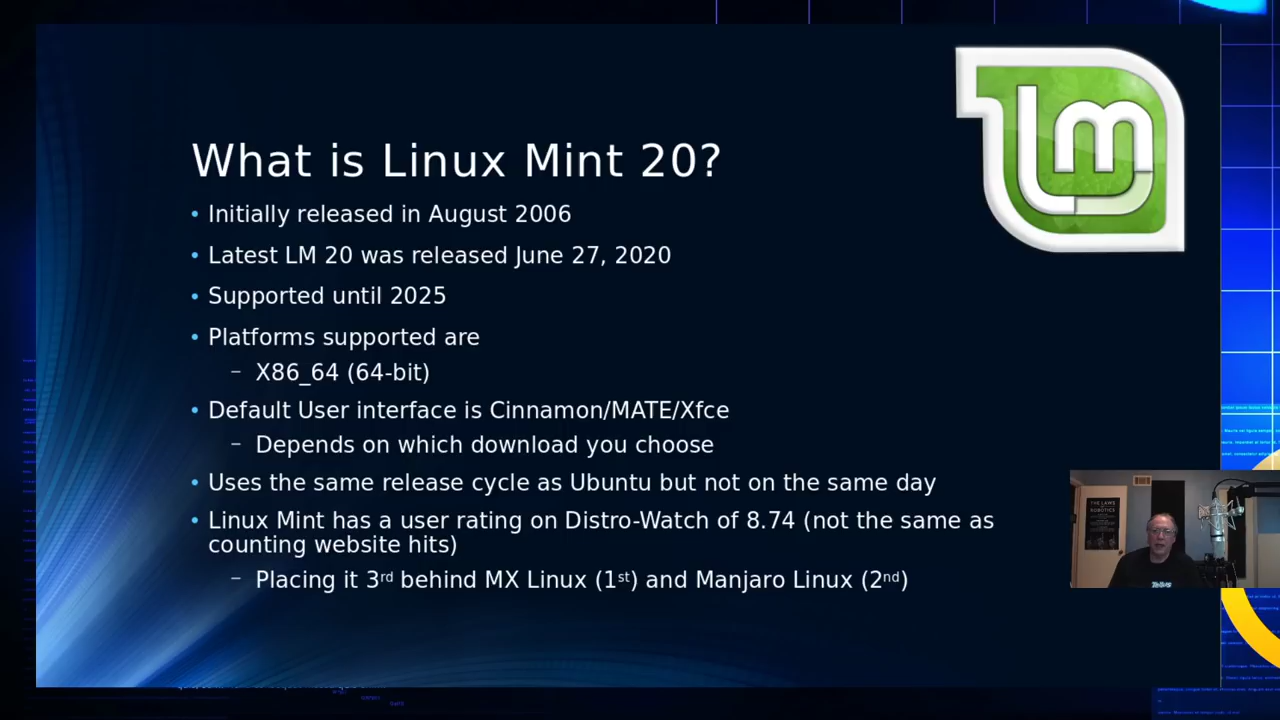 What is Linux Mint 20?
• Initially released in August 2006
• Latest LM 20 was released June 27, 2020
• Supported until 2025
• Platforms supported are
– X86_64 (64-bit)
• Default User interface is Cinnamon/MATE/Xfce
– Depends on which download you choose
• Uses the same release cycle as Ubuntu but not on the same day
• Linux Mint has a user rating on Distro-Watch of 8.74 (not the same as
counting website hits)
– Placing it 3rd behind MX Linux (1st) and Manjaro Linux (2nd)
lm
THE LAWS
ROBOTICS